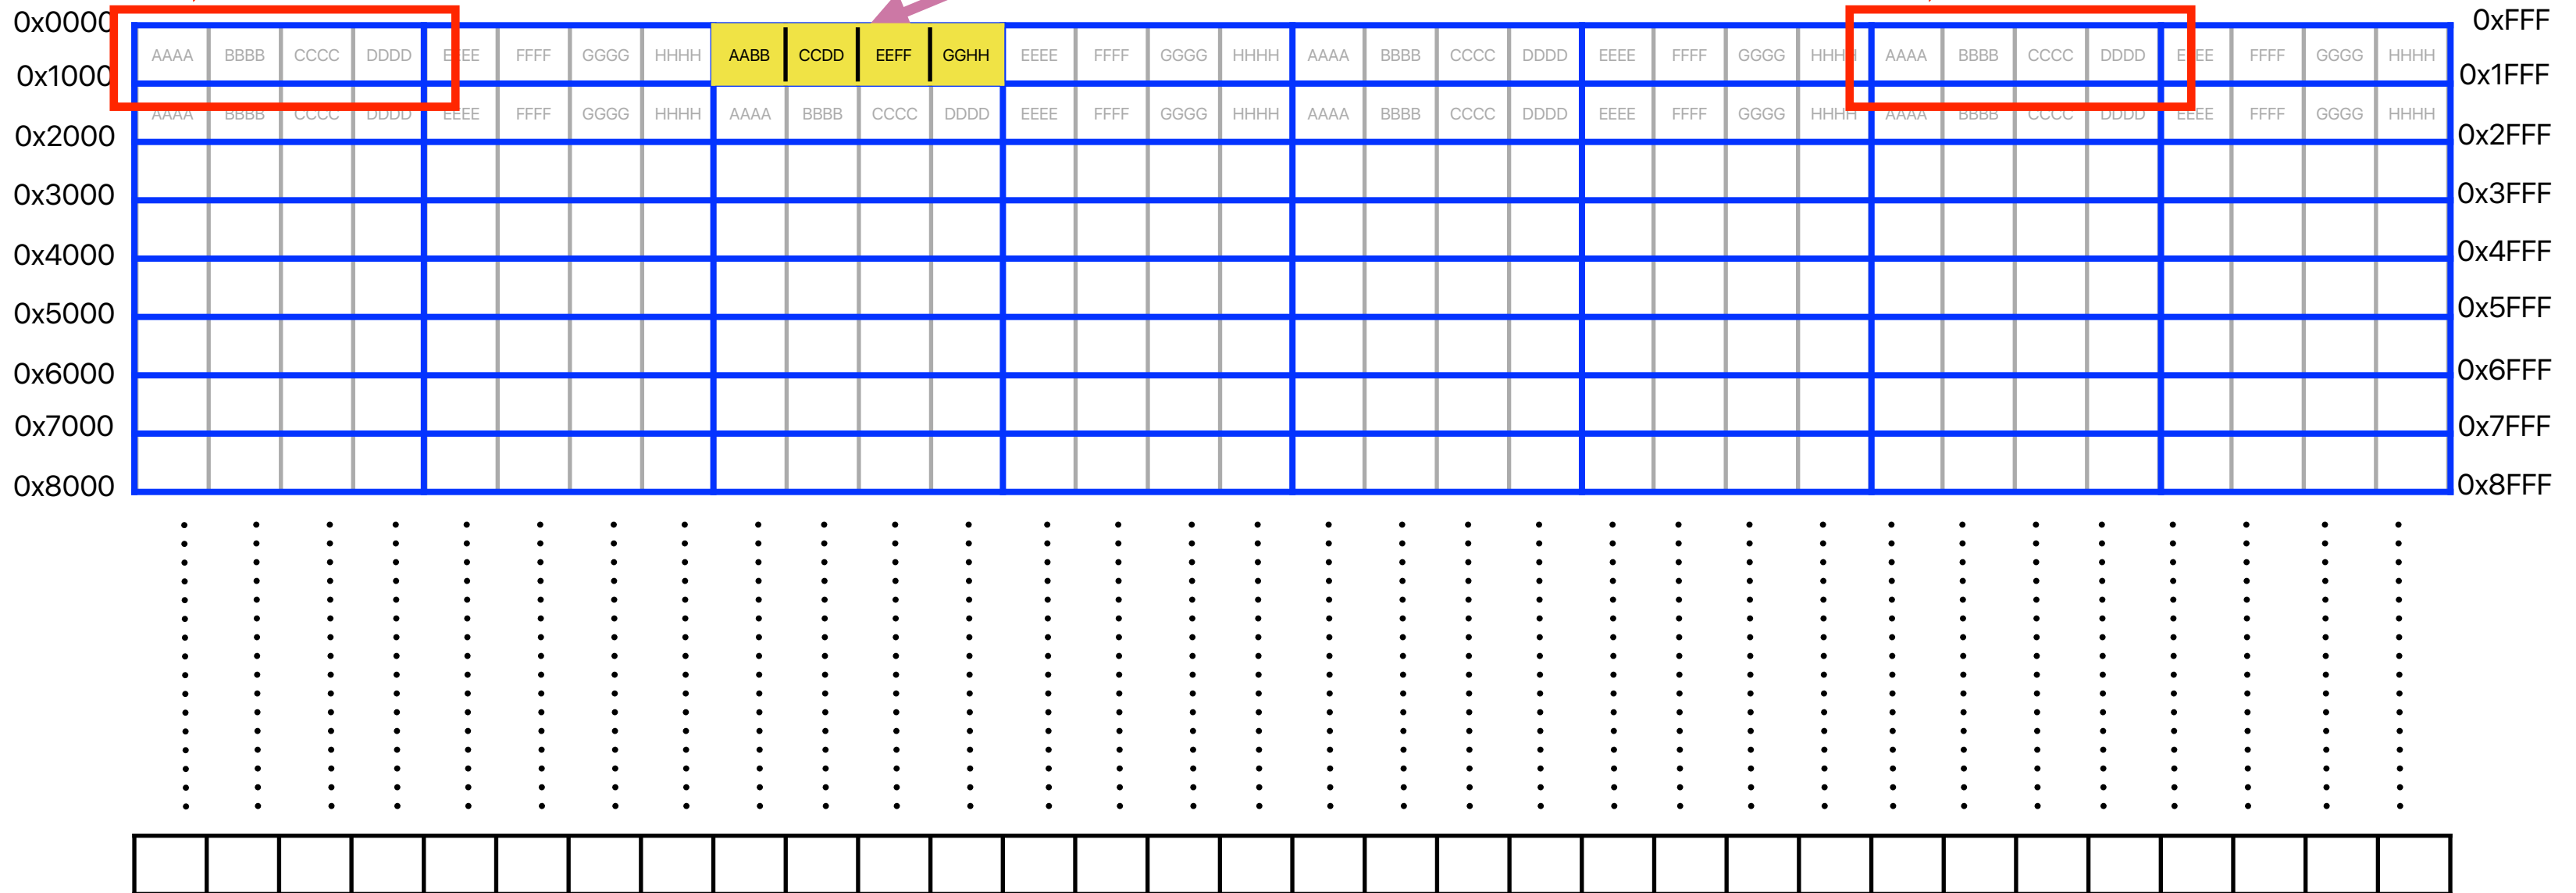 0x0000 AAAA BBBB CCCC DDDD EEEE FFFF GGGG HHHH AABB CCDD EEFF GGHH EEEE FFFF GGGG HHHH AAAA BBBB CCCC DDDD EEEE FFFF GGGG HHHH AAAA BBBB CCCC DDDD EEEE FFFF GGGG HHHH 0xFFF
0x1000 AAAA BBBB CCCC DDDD EEEE FFFF GGGG HHHH AAAA BBBB CCCC DDDD EEEE FFFF GGGG HHHH AAAA BBBB CCCC DDDD EEEE FFFF GGGG HHHH AAAA BBBB CCCC DDDD EEEE FFFF GGGG HHHH 0x1FFF
0x2000 0x2FFF
0x3000 0x3FFF
0x4000 0x4FFF
0x5000 0x5FFF
0x6000 0x6FFF
0x7000 0x7FFF
0x8000 0x8FFF